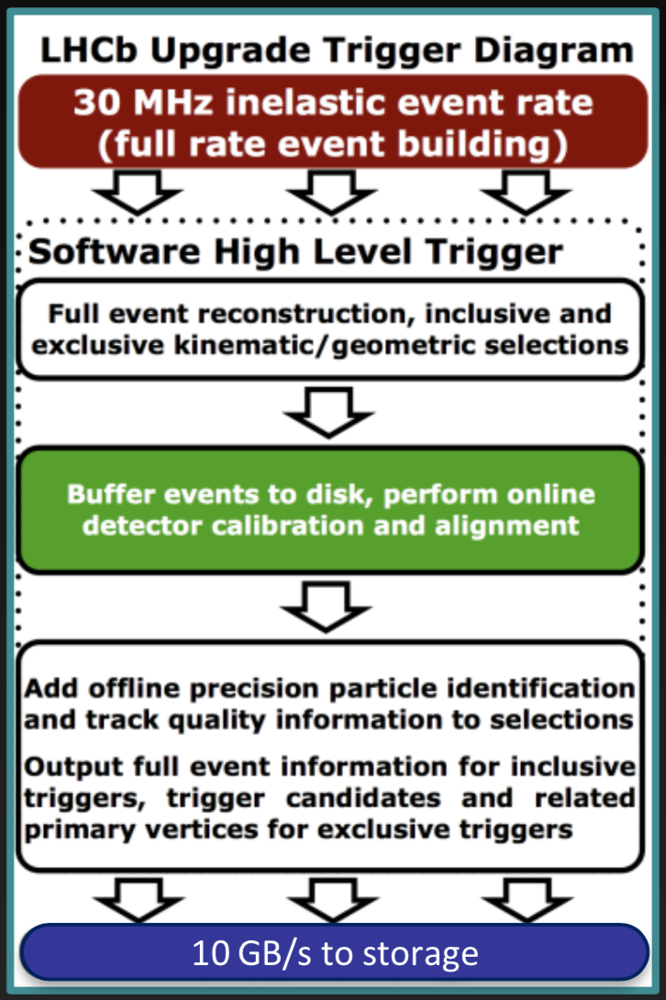 LHCb Upgrade Trigger Diagram
30 MHz inelastic event rate
(full rate event building)
Software High Level Trigger
Full event reconstruction, inclusive and
exclusive kinematic/geometric selections
Buffer events to disk, perform online
detector calibration and alignment
Add offline precision particle identification
and track quality information to selections
Output full event information for inclusive
triggers, trigger candidates and related
primary vertices for exclusive triggers
10 GB/s to storage